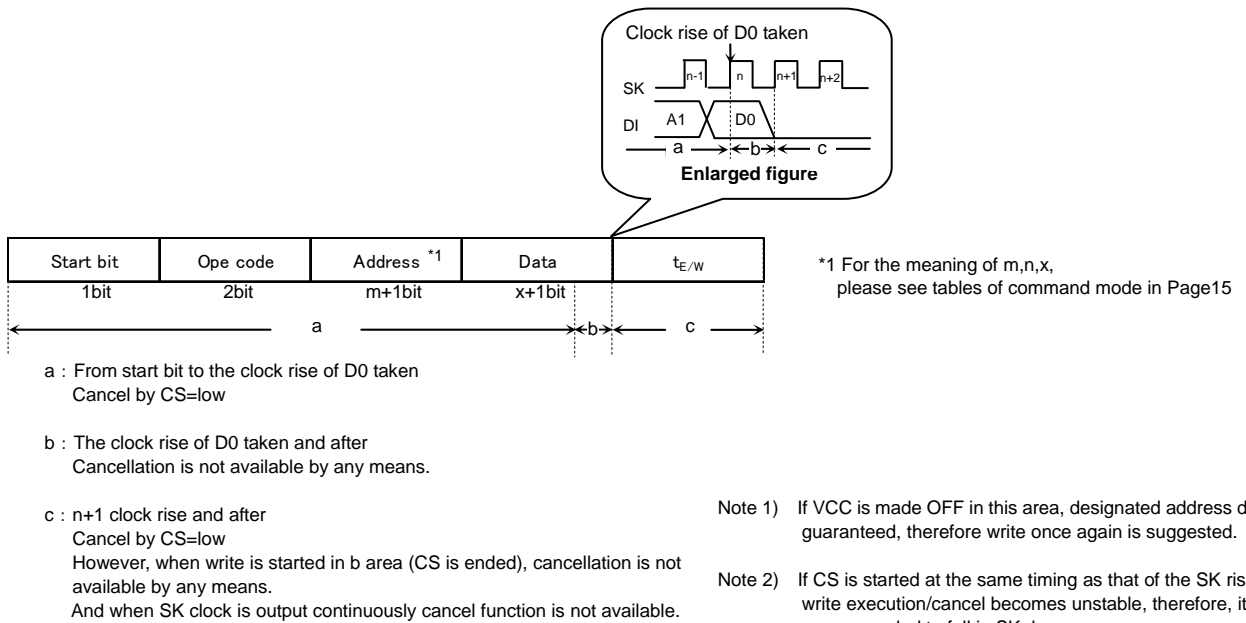 Clock rise of D0 taken
SK n-1 n n+1 n+2
DI A1 D0
a b c
Enlarged figure
Start bit Ope code Address *1 Data tE/W
1bit 2bit m+1bit x+1bit
a b c
*1 For the meaning of m,n,x,
please see tables of command mode in Page15
a : From start bit to the clock rise of D0 taken
Cancel by CS=low
b : The clock rise of D0 taken and after
Cancellation is not available by any means.
c : n+1 clock rise and after
Cancel by CS=low
However, when write is started in b area (CS is ended), cancellation is not
available by any means.
And when SK clock is output continuously cancel function is not available.
Note 1) If VCC is made OFF in this area, designated address d
guaranteed, therefore write once again is suggested.
Note 2) If CS is started at the same timing as that of the SK ris
write execution/cancel becomes unstable, therefore, it